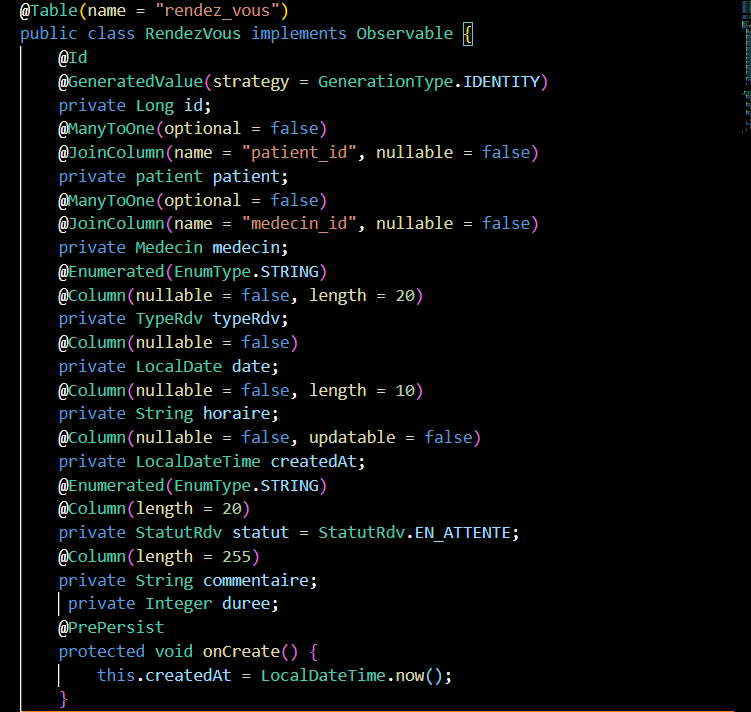 @Table(name = "rendez_vous")
public class RendezVous implements Observable {
@Id
@GeneratedValue(strategy = GenerationType.IDENTITY)
private Long id;
@ManyToOne(optional = false)
@JoinColumn(name = "patient_id", nullable = false)
private patient patient;
@ManyToOne(optional = false)
@JoinColumn(name = "medecin_id", nullable = false)
private Medecin medecin;
@Enumerated(EnumType.STRING)
@Column(nullable = false, length = 20)
private TypeRdv typeRdv;
@Column(nullable = false)
private LocalDate date;
@Column(nullable = false, length = 10)
private String horaire;
@Column(nullable = false, updatable = false)
private LocalDateTime createdAt;
@Enumerated(EnumType.STRING)
@Column(length = 20)
private StatutRdv statut = StatutRdv.EN_ATTENTE;
@Column(length = 255)
private String commentaire;
private Integer duree;
@PrePersist
protected void onCreate() {
this.createdAt = LocalDateTime.now();
}